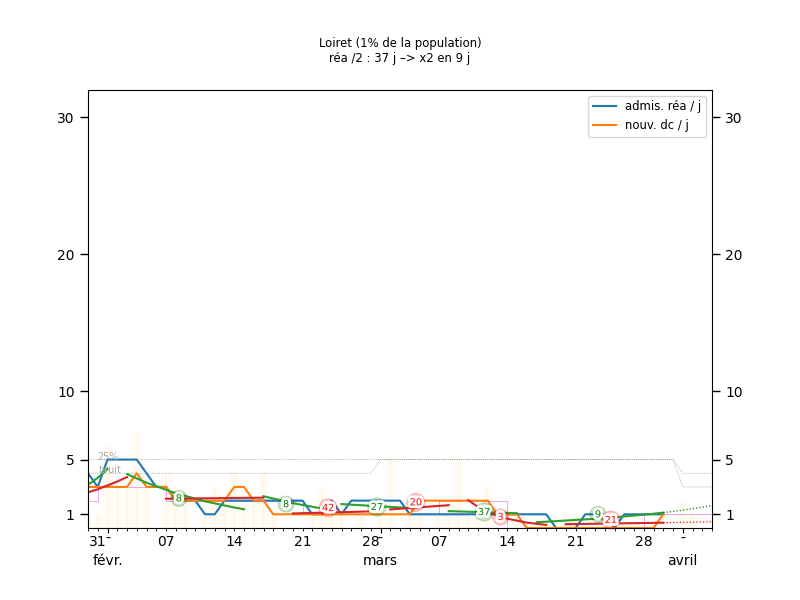 Loiret (1% de la population)
réa /2 : 37 j –> x2 en 9 j
admis. réa / j
nouv. dc / j
30 30
20 20
10 10
5 5
1 1
25%
bruit
8 8 42 27 20 37 3 9 21
31 07 14 21 28 07 14 21 28 -
févr. mars avril